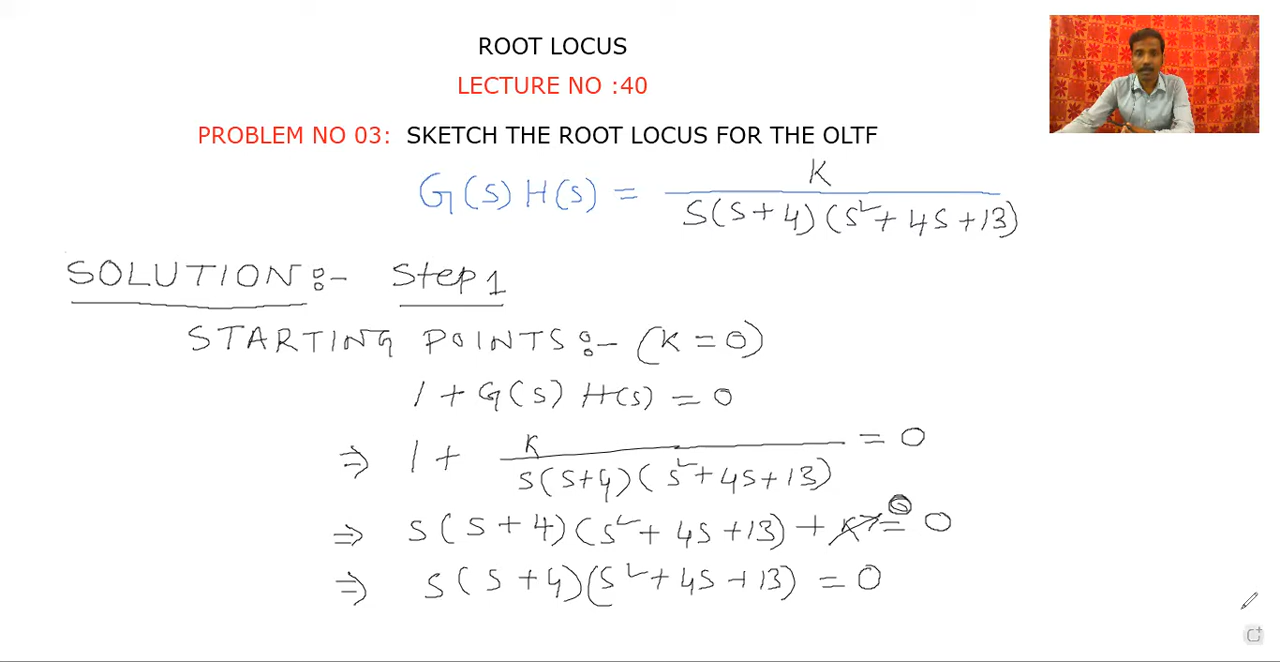 ROOT LOCUS
LECTURE NO :40
PROBLEM NO 03: SKETCH THE ROOT LOCUS FOR THE OLTF
G(s) H(s) = K / S(S+4)(S²+4S+13)
SOLUTION:- Step 1
STARTING POINTS:- (K=0)
1 + G(s) H(s) = 0
⇒ 1 + K / S(S+4)(S²+4S+13) = 0
⇒ S(S+4)(S²+4S+13) + K = 0
⇒ S(S+4)(S²+4S+13) = 0